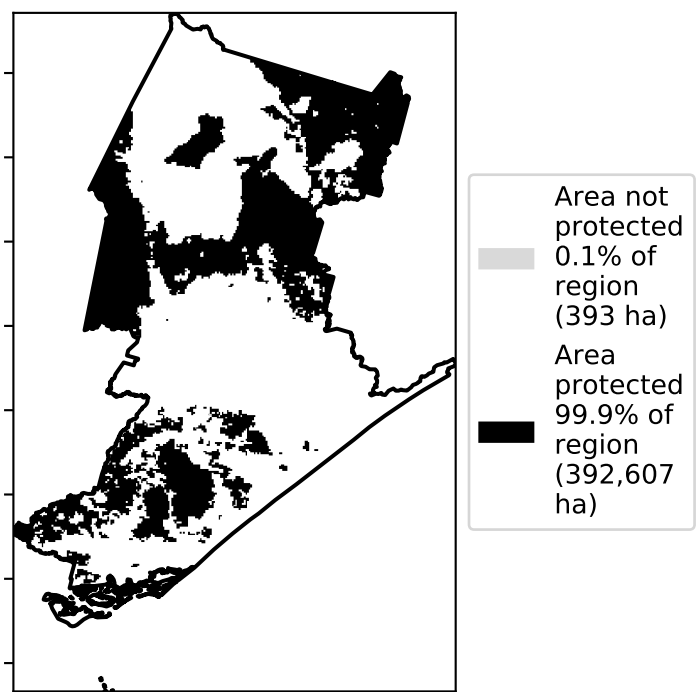 Area not
protected
0.1% of
region
(393 ha)
Area
protected
99.9% of
region
(392,607
ha)